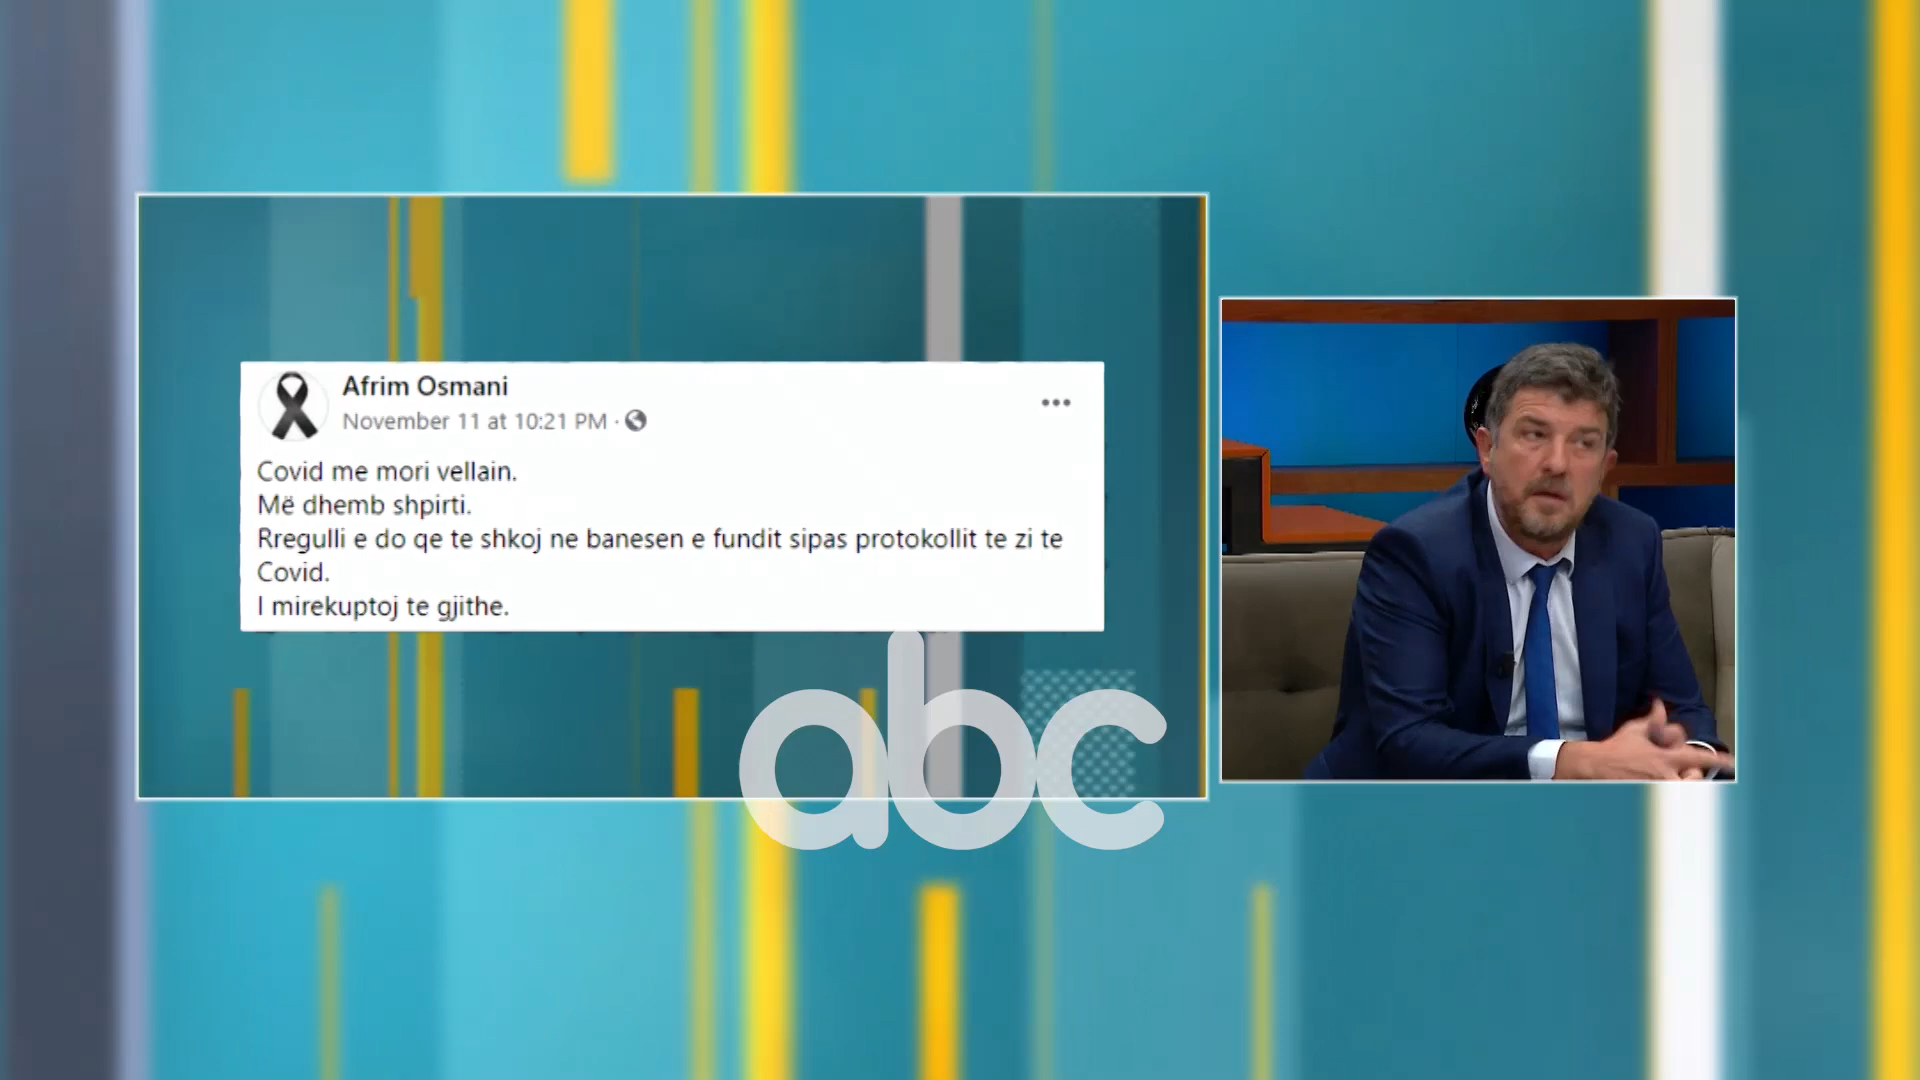 Afrim Osmani
November 11 at 10:21 PM ·
Covid me mori vellain.
Më dhemb shpirti.
Rregulli e do qe te shkoj ne banesen e fundit sipas protokollit te zi te
Covid.
I mirekuptoj te gjithe.
abc